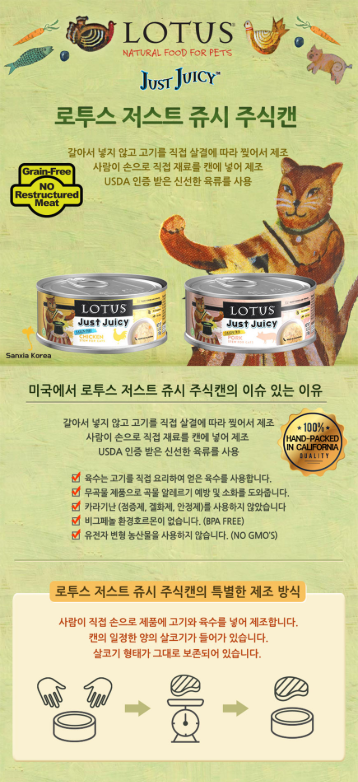 LOTUS®
NATURAL FOOD FOR PETS
JUST JUICY™
로투스 저스트 쥬시 주식캔
갈아서 넣지 않고 고기를 직접 살결에 따라 찢어서 제조
사람이 손으로 직접 재료를 캔에 넣어 제조
USDA 인증 받은 신선한 육류를 사용
Grain-Free
NO
Restructured
Meat
LOTUS
Just Juicy
CHICKEN
LOTUS
Just Juicy
PORK
Sanxia Korea
미국에서 로투스 저스트 쥬시 주식캔의 이슈 있는 이유
갈아서 넣지 않고 고기를 직접 살결에 따라 찢어서 제조
사람이 손으로 직접 재료를 캔에 넣어 제조
USDA 인증 받은 신선한 육류를 사용
100%
HAND-PACKED
IN CALIFORNIA
QUALITY
육수는 고기를 직접 요리하여 얻은 육수를 사용합니다.
무곡물 제품으로 곡물 알레르기 예방 및 소화를 도와줍니다.
카라기난 (점증제, 겔화제, 안정제)를 사용하지 않았습니다
비그페놀 환경호르몬이 없습니다. (BPA FREE)
유전자 변형 농산물을 사용하지 않습니다. (NO GMO'S)
로투스 저스트 쥬시 주식캔의 특별한 제조 방식
사람이 직접 손으로 제품에 고기와 육수를 넣어 제조합니다.
캔의 일정한 양의 살코기가 들어가 있습니다.
살코기 형태가 그대로 보존되어 있습니다.